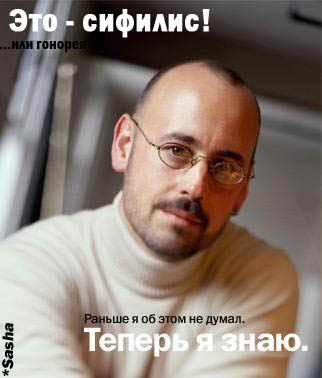 Это - сифилис!
...или гонорея
Раньше я об этом не думал.
Теперь я знаю.
*Sasha